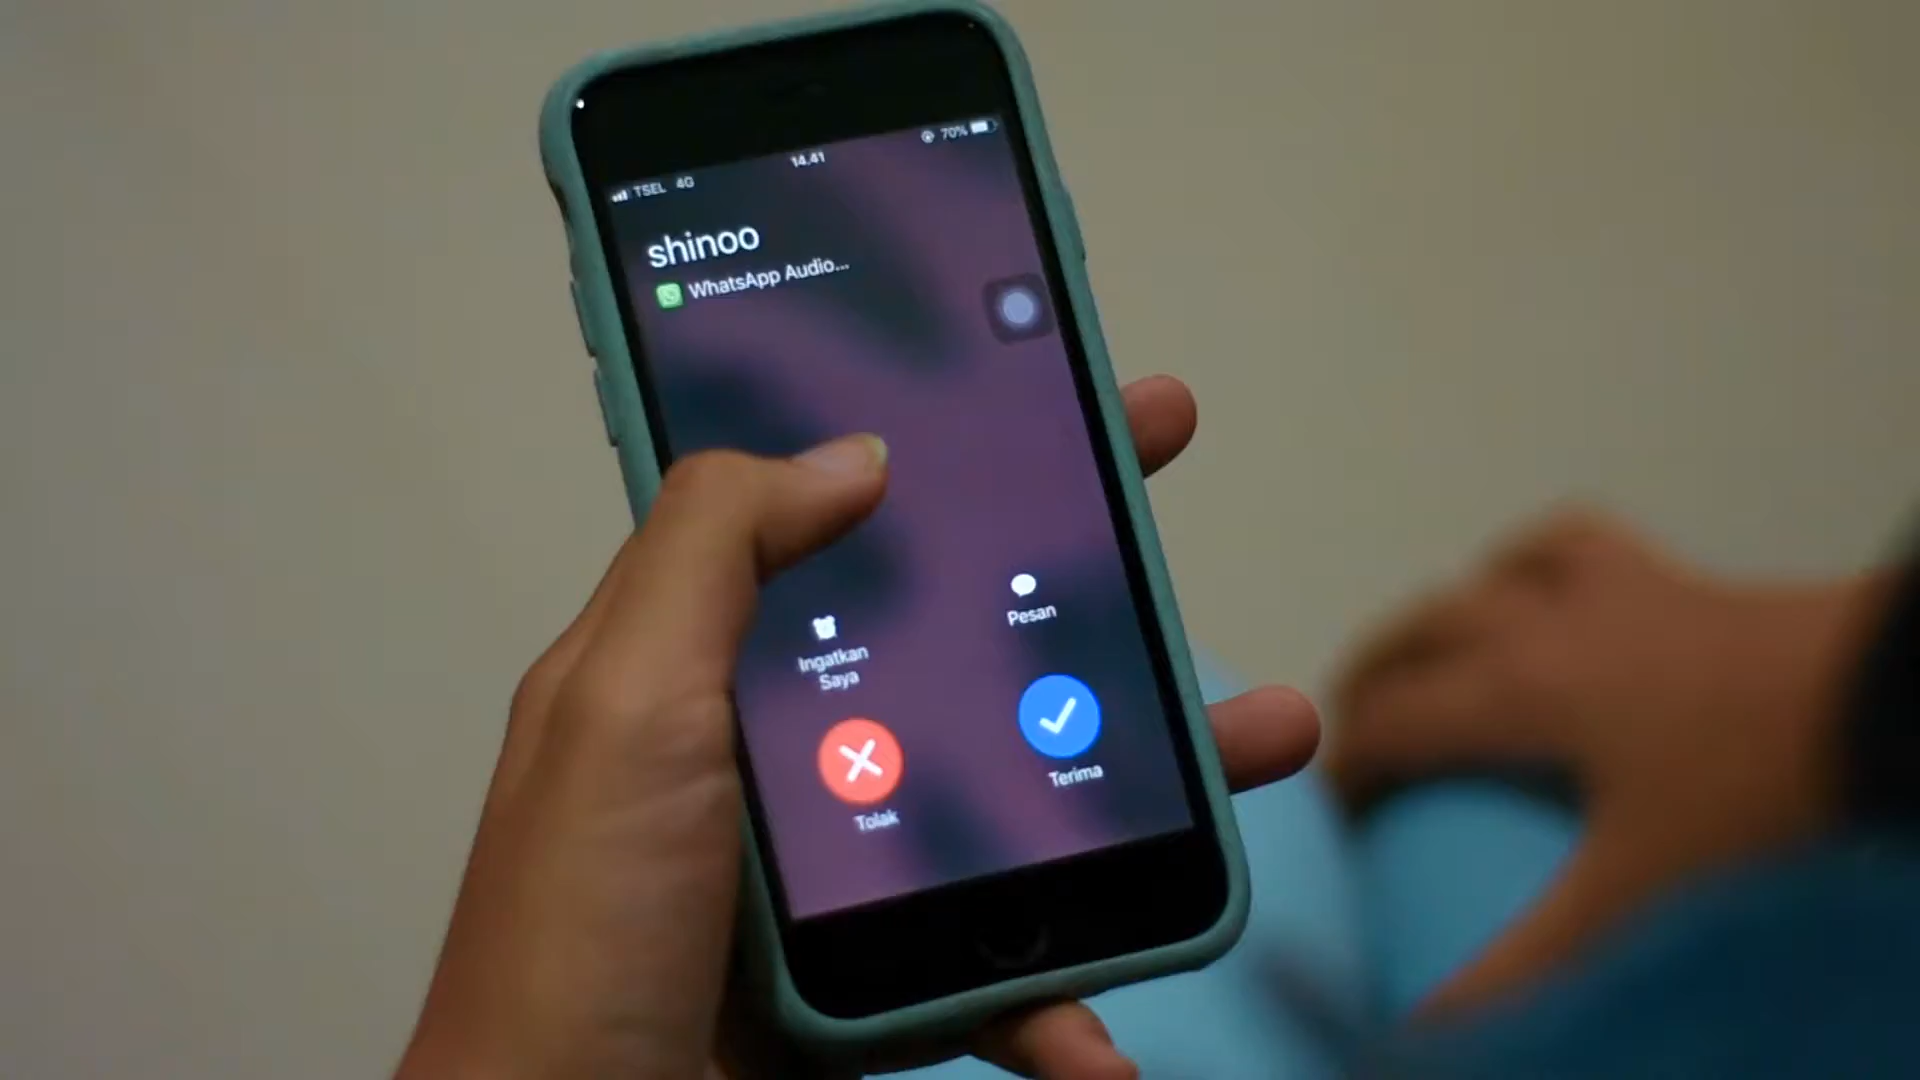 14.41
70%
TSEL 4G
shinoo
WhatsApp Audio...
Ingatkan
Saya
Pesan
Tolak
Terima